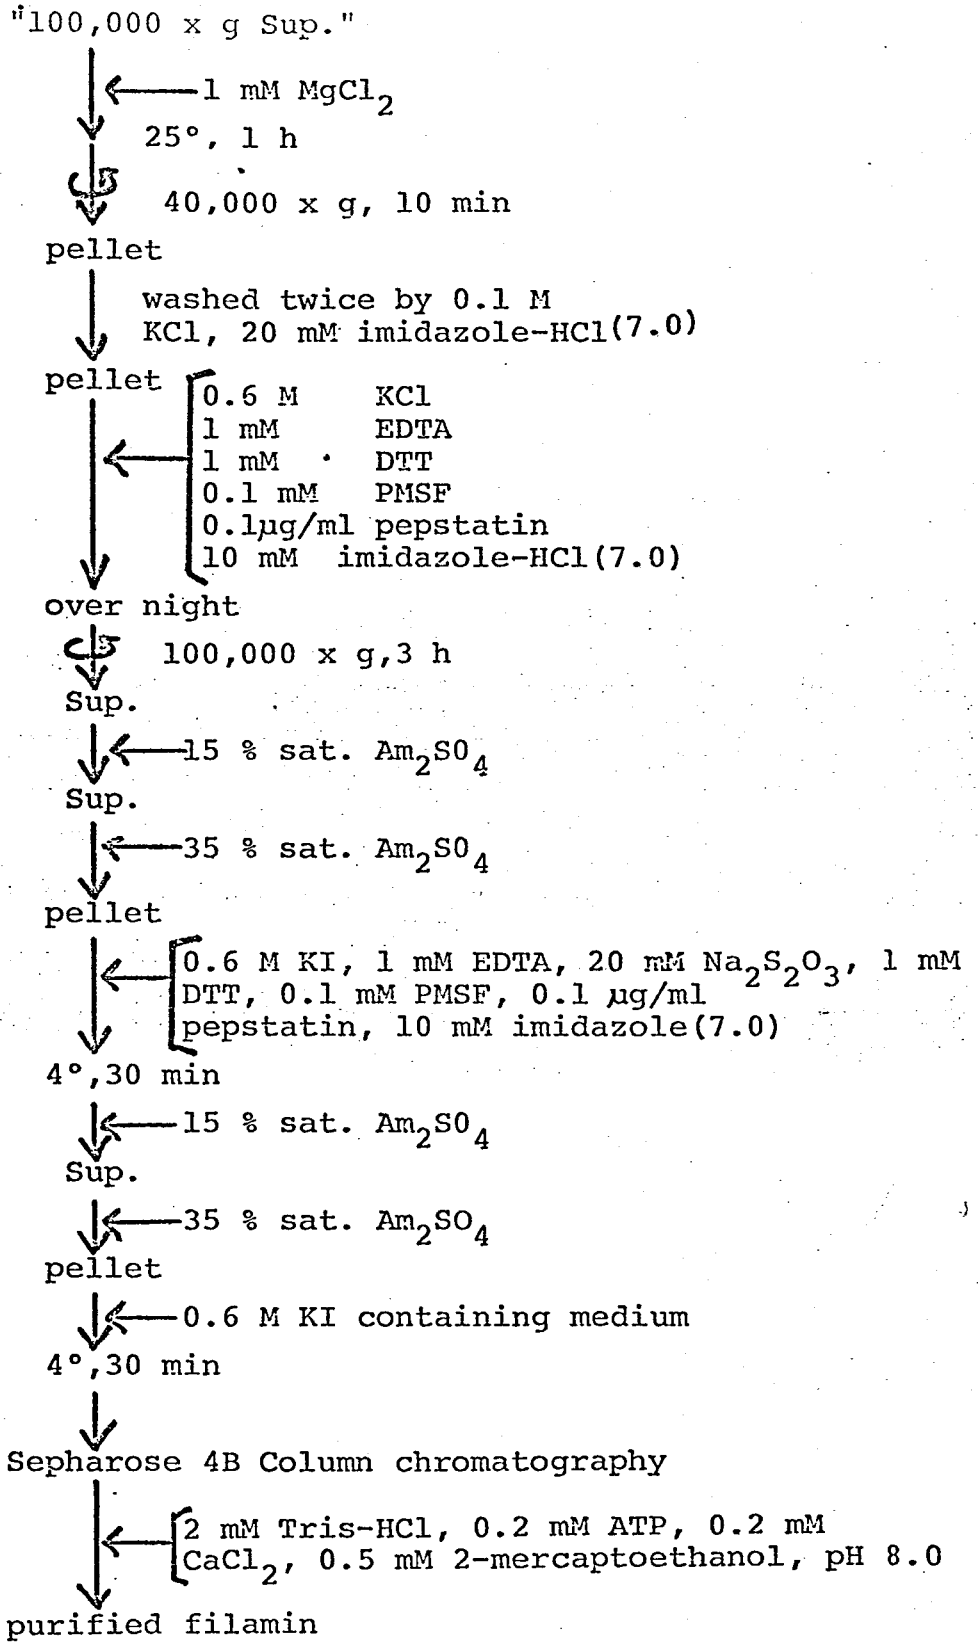 "100,000 x g Sup."
1 mM MgCl2
25°, 1 h
40,000 x g, 10 min
pellet
washed twice by 0.1 M
KCl, 20 mM imidazole-HCl(7.0)
pellet
0.6 M KCl
1 mM EDTA
1 mM DTT
0.1 mM PMSF
0.1µg/ml pepstatin
10 mM imidazole-HCl(7.0)
over night
100,000 x g,3 h
Sup.
15 % sat. Am2SO4
Sup.
35 % sat. Am2SO4
pellet
0.6 M KI, 1 mM EDTA, 20 mM Na2S2O3, 1 mM
DTT, 0.1 mM PMSF, 0.1 µg/ml
pepstatin, 10 mM imidazole(7.0)
4°,30 min
15 % sat. Am2SO4
Sup.
35 % sat. Am2SO4
pellet
0.6 M KI containing medium
4°,30 min
Sepharose 4B Column chromatography
2 mM Tris-HCl, 0.2 mM ATP, 0.2 mM
CaCl2, 0.5 mM 2-mercaptoethanol, pH 8.0
purified filamin